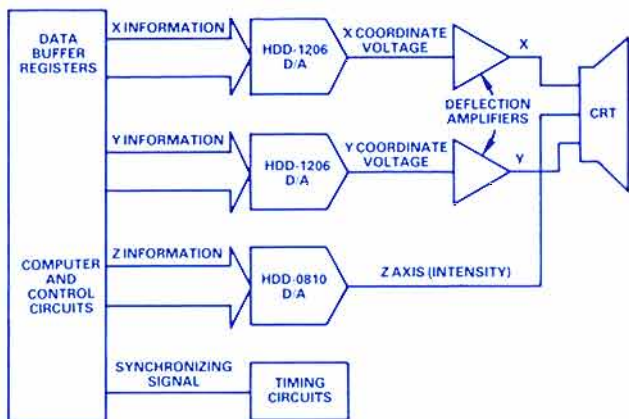 DATA
BUFFER
REGISTERS
X INFORMATION
HDD-1206
D/A
X COORDINATE
VOLTAGE
X
DEFLECTION
AMPLIFIERS
CRT
Y INFORMATION
HDD-1206
D/A
Y COORDINATE
VOLTAGE
Y
COMPUTER
AND
CONTROL
CIRCUITS
Z INFORMATION
HDD-0810
D/A
Z AXIS (INTENSITY)
SYNCHRONIZING
SIGNAL
TIMING
CIRCUITS